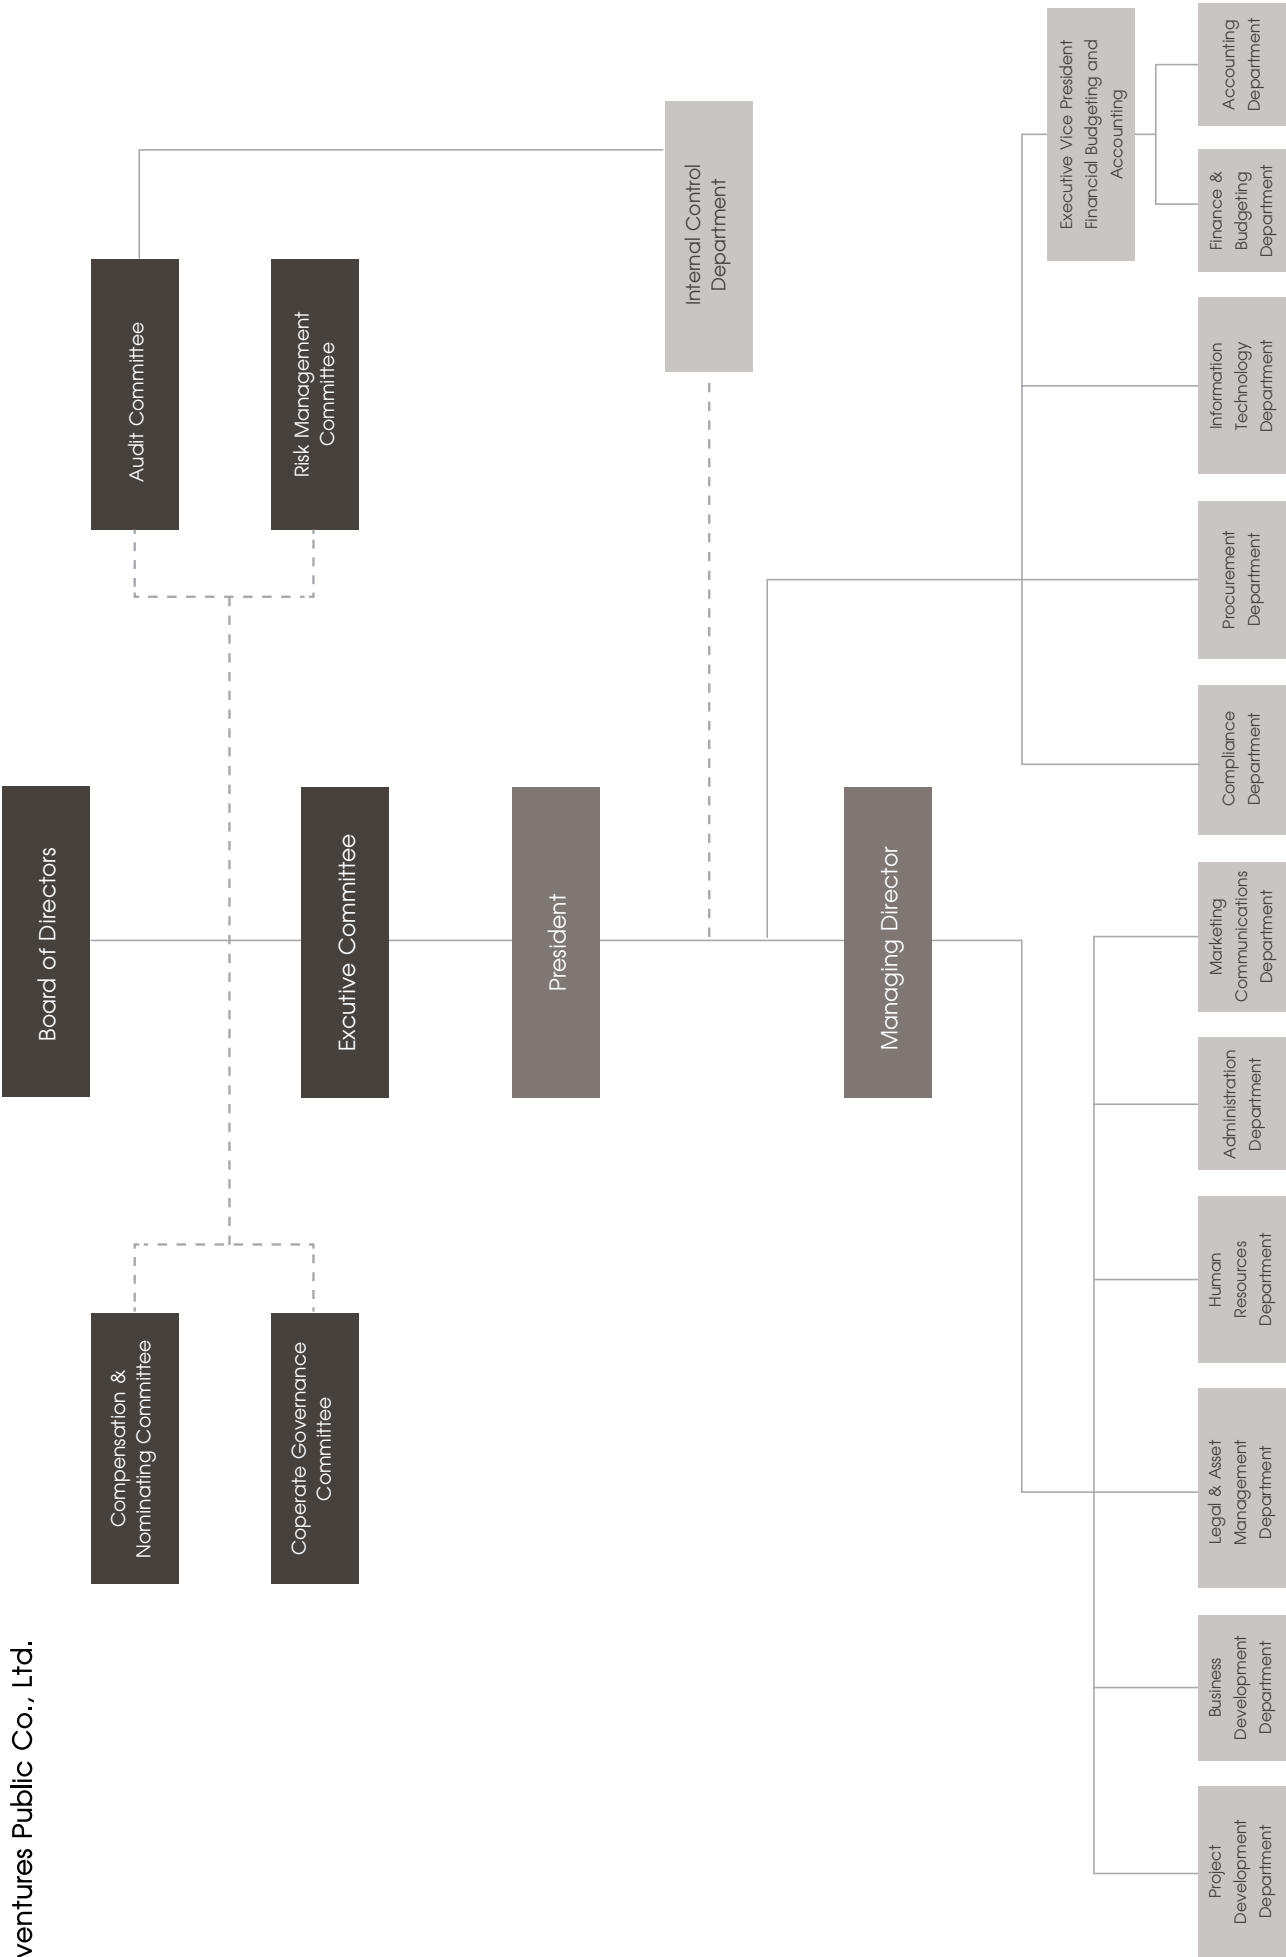 ventures Public Co., Ltd.
Board of Directors
Compensation &
Nominating Committee
Audit Committee
Coperate Governance
Committee
Risk Management
Committee
Excutive Committee
President
Internal Control
Department
Managing Director
Executive Vice President
Financial Budgeting and
Accounting
Project
Development
Department
Business
Development
Department
Legal & Asset
Management
Department
Human
Resources
Department
Administration
Department
Marketing
Communications
Department
Compliance
Department
Procurement
Department
Information
Technology
Department
Finance &
Budgeting
Department
Accounting
Department